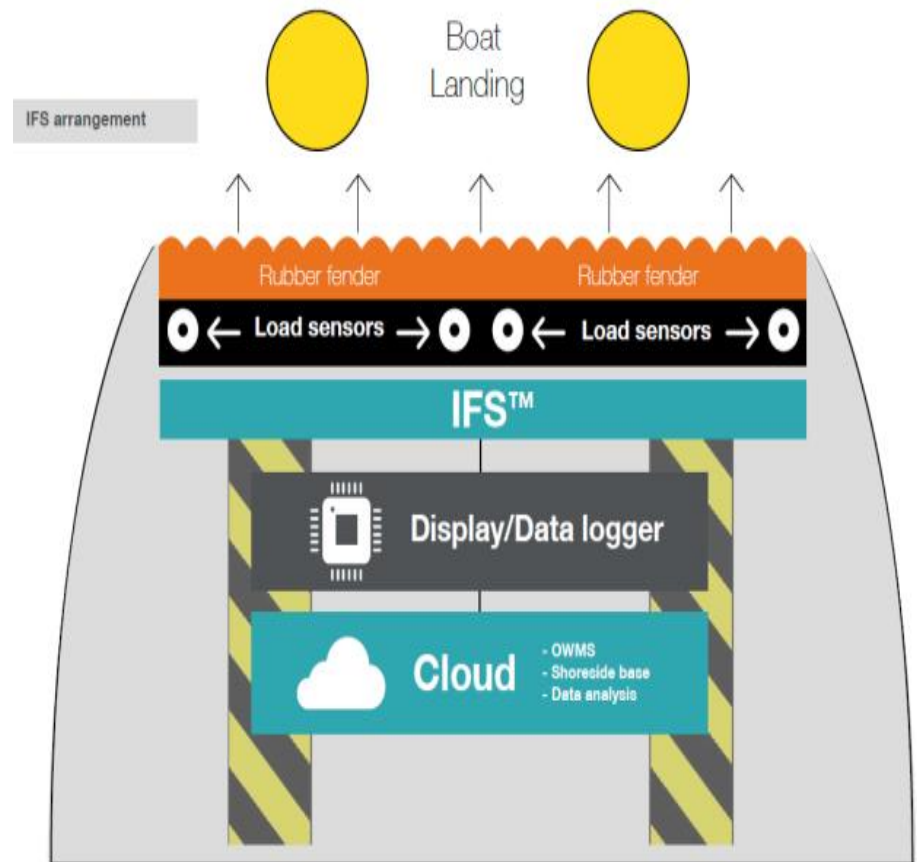 Boat
Landing
IFS arrangement
Rubber fender Rubber fender
Load sensors Load sensors
IFS™
Display/Data logger
Cloud
- OWMS
- Shoreside base
- Data analysis